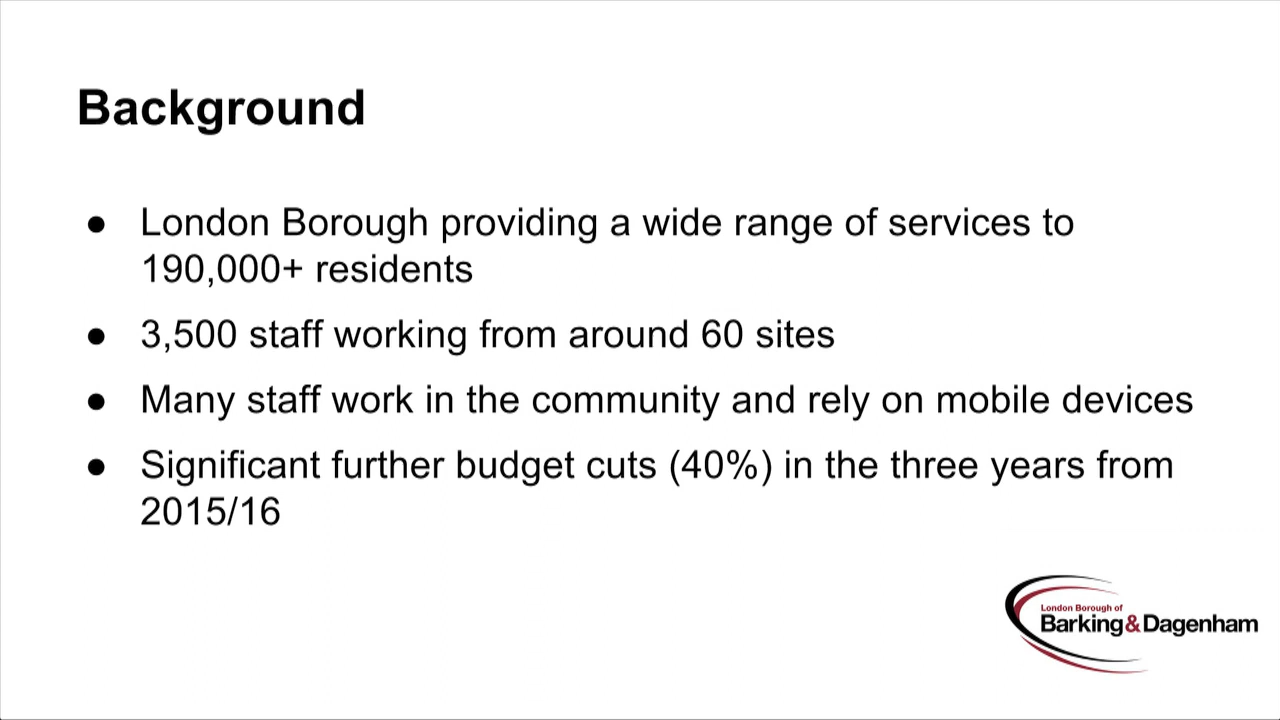 Background
● London Borough providing a wide range of services to
190,000+ residents
● 3,500 staff working from around 60 sites
● Many staff work in the community and rely on mobile devices
● Significant further budget cuts (40%) in the three years from
2015/16
London Borough of
Barking&Dagenham